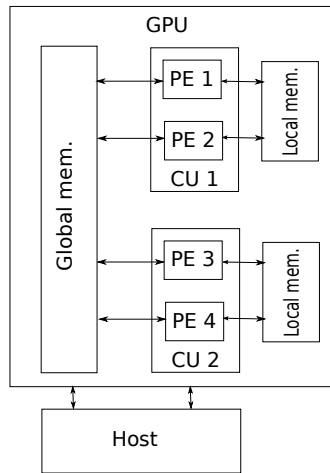 GPU
Global mem.
PE 1
PE 2
CU 1
Local mem.
PE 3
PE 4
CU 2
Local mem.
Host